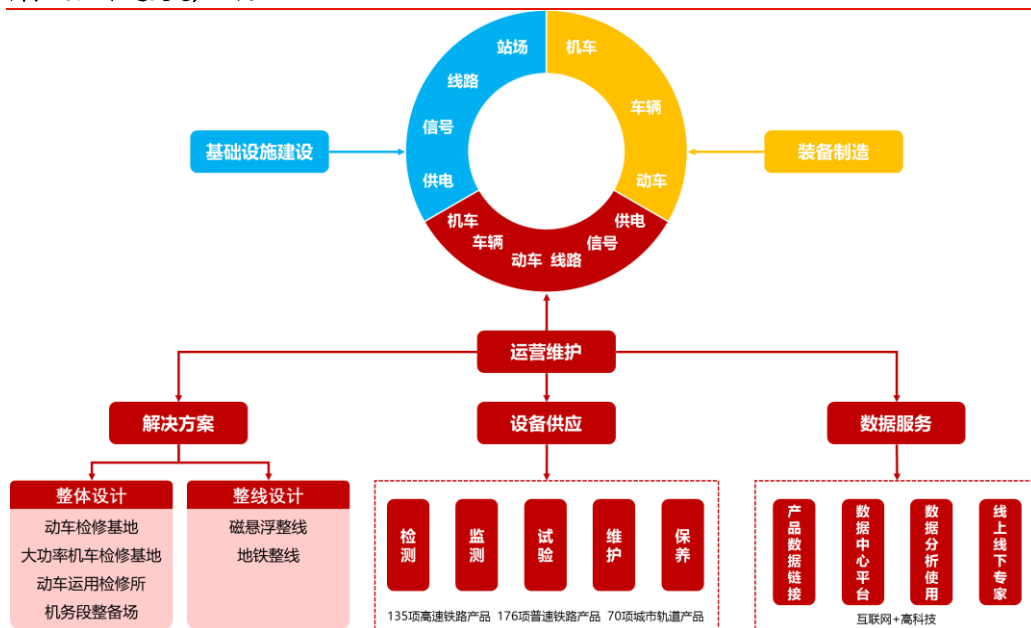 站场
机车
线路
车辆
信号
基础设施建设
装备制造
供电
动车
机车
供电
车辆
信号
动车
线路
运营维护
解决方案
设备供应
数据服务
整体设计
动车检修基地
大功率机车检修基地
动车运用检修所
机务段整备场
整线设计
磁悬浮整线
地铁整线
检测
监测
试验
维护
保养
135项高速铁路产品 176项普速铁路产品 70项城市轨道产品
产品数据链接
数据中心平台
数据分析使用
线上线下专家
互联网+高科技